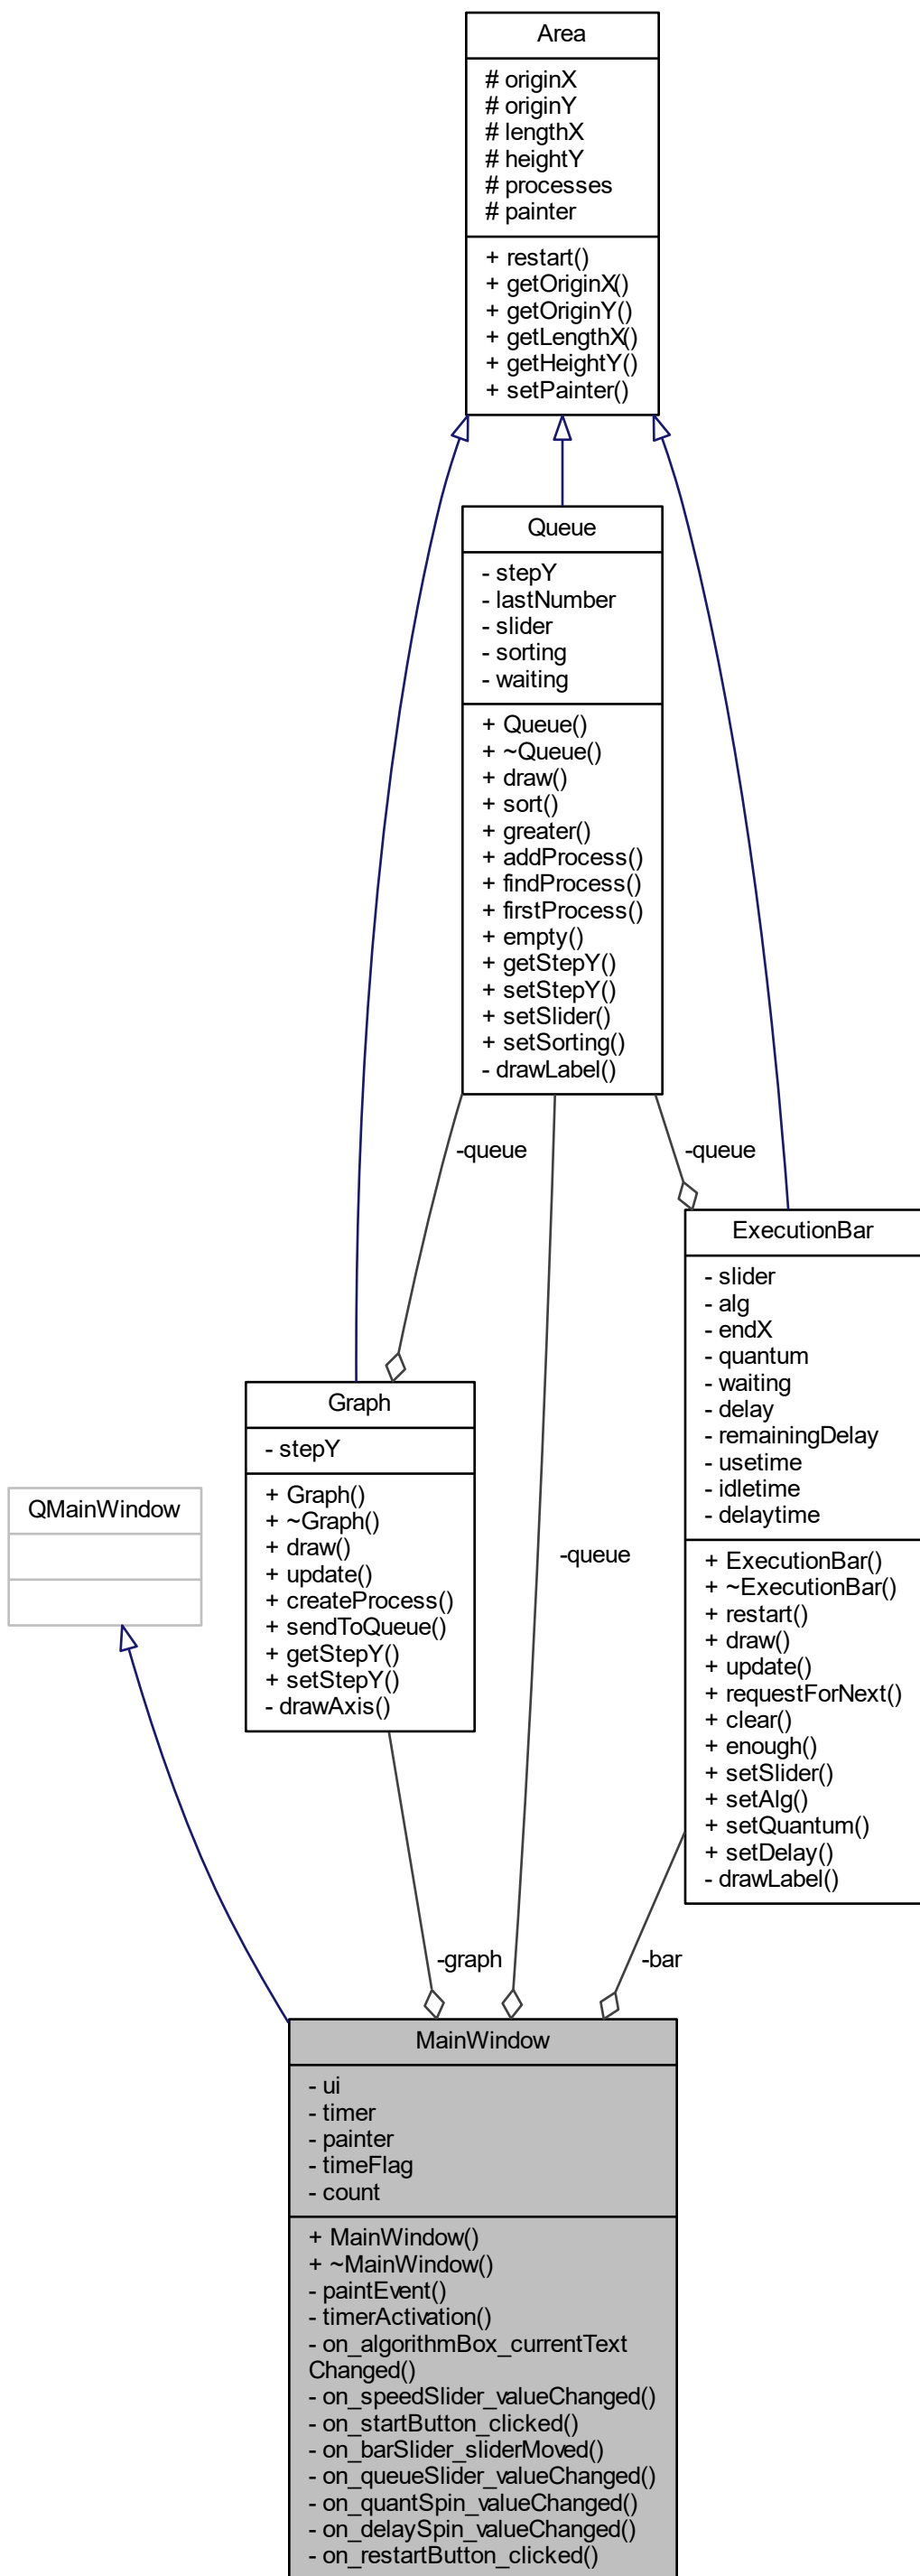 Area
# originX
# originY
# lengthX
# heightY
# processes
# painter
+ restart()
+ getOriginX()
+ getOriginY()
+ getLengthX()
+ getHeightY()
+ setPainter()
Queue
- stepY
- lastNumber
- slider
- sorting
- waiting
+ Queue()
+ ~Queue()
+ draw()
+ sort()
+ greater()
+ addProcess()
+ findProcess()
+ firstProcess()
+ empty()
+ getStepY()
+ setStepY()
+ setSlider()
+ setSorting()
- drawLabel()
-queue
-queue
ExecutionBar
- slider
- alg
- endX
- quantum
- waiting
- delay
- remainingDelay
- usetime
- idletime
- delaytime
+ ExecutionBar()
+ ~ExecutionBar()
+ restart()
+ draw()
+ update()
+ requestForNext()
+ clear()
+ enough()
+ setSlider()
+ setAlg()
+ setQuantum()
+ setDelay()
- drawLabel()
Graph
- stepY
+ Graph()
+ ~Graph()
+ draw()
+ update()
+ createProcess()
+ sendToQueue()
+ getStepY()
+ setStepY()
- drawAxis()
QMainWindow
-queue
-graph
-bar
MainWindow
- ui
- timer
- painter
- timeFlag
- count
+ MainWindow()
+ ~MainWindow()
- paintEvent()
- timerActivation()
- on_algorithmBox_currentText
Changed()
- on_speedSlider_valueChanged()
- on_startButton_clicked()
- on_barSlider_sliderMoved()
- on_queueSlider_valueChanged()
- on_quantSpin_valueChanged()
- on_delaySpin_valueChanged()
- on_restartButton_clicked()